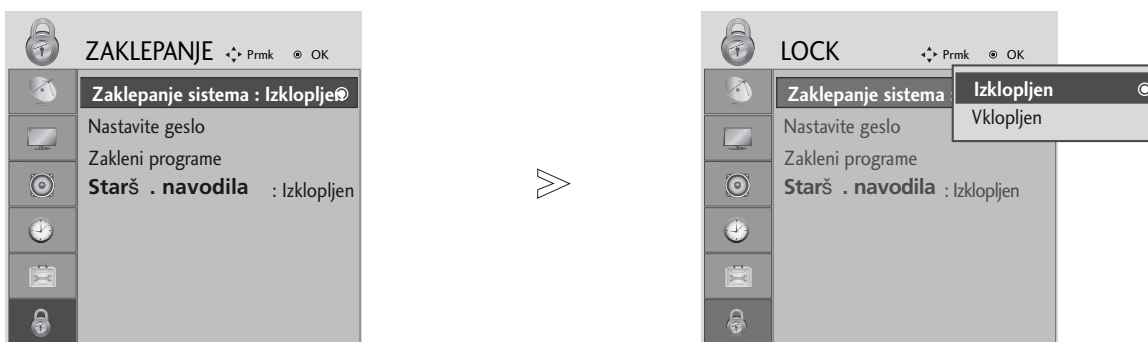 ZAKLEPANJE Prmk OK
Zaklepanje sistema : Izklopljen
Nastavite geslo
Zakleni programe
Starš . navodila : Izklopljen
>>
LOCK Prmk OK
Zaklepanje sistema :
Izklopljen
Vklopljen
Nastavite geslo
Zakleni programe
Starš . navodila : Izklopljen